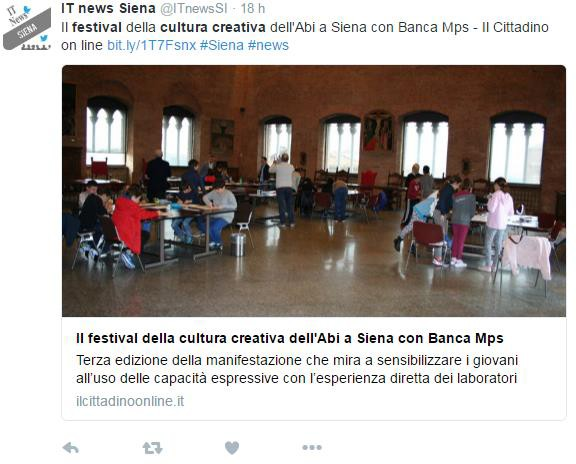 IT News
SIENA
IT news Siena @ITnewsSI · 18 h
Il festival della cultura creativa dell'Abi a Siena con Banca Mps - Il Cittadino
on line bit.ly/1T7Fsnx #Siena #news
Il festival della cultura creativa dell'Abi a Siena con Banca Mps
Terza edizione della manifestazione che mira a sensibilizzare i giovani
all'uso delle capacità espressive con l'esperienza diretta dei laboratori
ilcittadinoonline.it